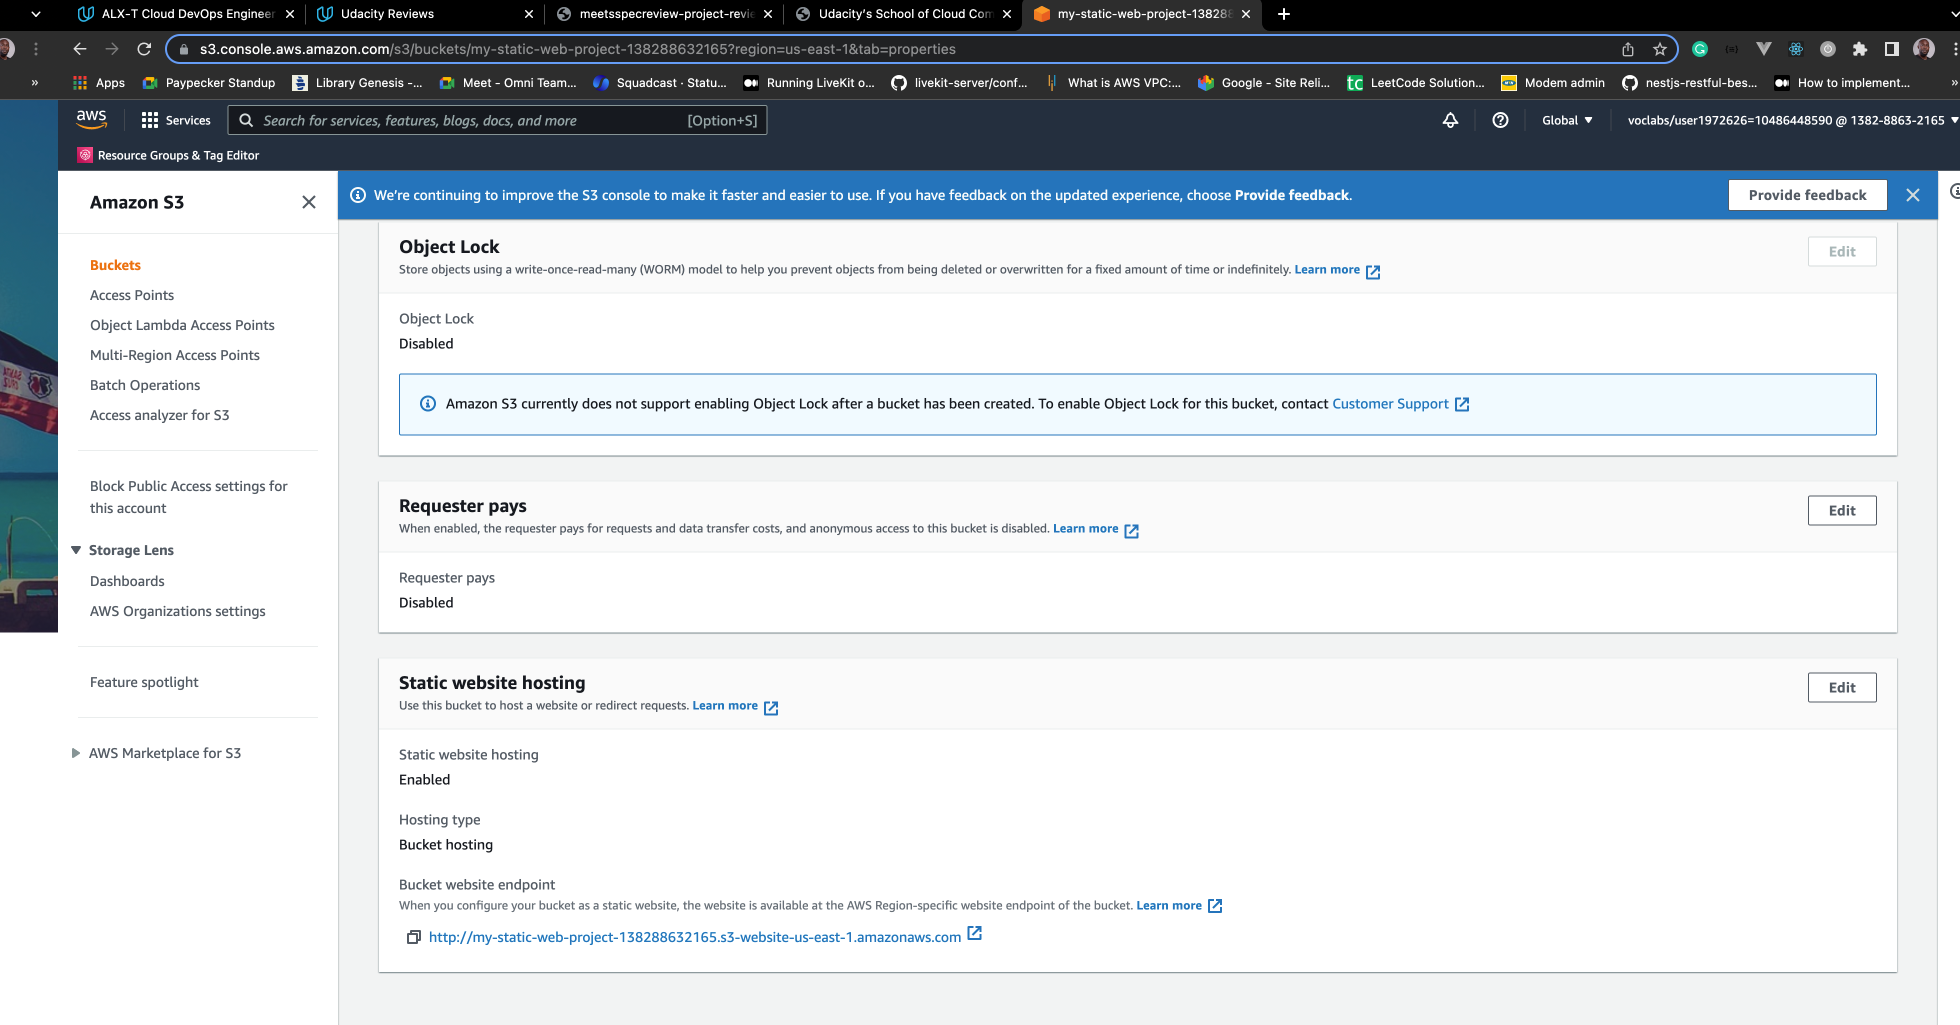 ALX-T Cloud DevOps Engineer
Udacity Reviews
meetsspecreview-project-revie
Udacity's School of Cloud Com
my-static-web-project-138288
s3.console.aws.amazon.com/s3/buckets/my-static-web-project-138288632165?region=us-east-1&tab=properties
Apps
Paypecker Standup
Library Genesis -...
Meet - Omni Team...
Squadcast · Statu...
Running LiveKit o...
livekit-server/conf...
What is AWS VPC:...
Google - Site Reli...
LeetCode Solution...
Modem admin
nestjs-restful-bes...
How to implement...
aws
Services
Search for services, features, blogs, docs, and more
[Option+S]
Global
voclabs/user1972626=10486448590 @ 1382-8863-2165
Resource Groups & Tag Editor
Amazon S3
Buckets
Access Points
Object Lambda Access Points
Multi-Region Access Points
Batch Operations
Access analyzer for S3
Block Public Access settings for
this account
Storage Lens
Dashboards
AWS Organizations settings
Feature spotlight
AWS Marketplace for S3
We're continuing to improve the S3 console to make it faster and easier to use. If you have feedback on the updated experience, choose Provide feedback.
Provide feedback
Object Lock
Edit
Store objects using a write-once-read-many (WORM) model to help you prevent objects from being deleted or overwritten for a fixed amount of time or indefinitely. Learn more
Object Lock
Disabled
Amazon S3 currently does not support enabling Object Lock after a bucket has been created. To enable Object Lock for this bucket, contact Customer Support
Requester pays
Edit
When enabled, the requester pays for requests and data transfer costs, and anonymous access to this bucket is disabled. Learn more
Requester pays
Disabled
Static website hosting
Edit
Use this bucket to host a website or redirect requests. Learn more
Static website hosting
Enabled
Hosting type
Bucket hosting
Bucket website endpoint
When you configure your bucket as a static website, the website is available at the AWS Region-specific website endpoint of the bucket. Learn more
http://my-static-web-project-138288632165.s3-website-us-east-1.amazonaws.com